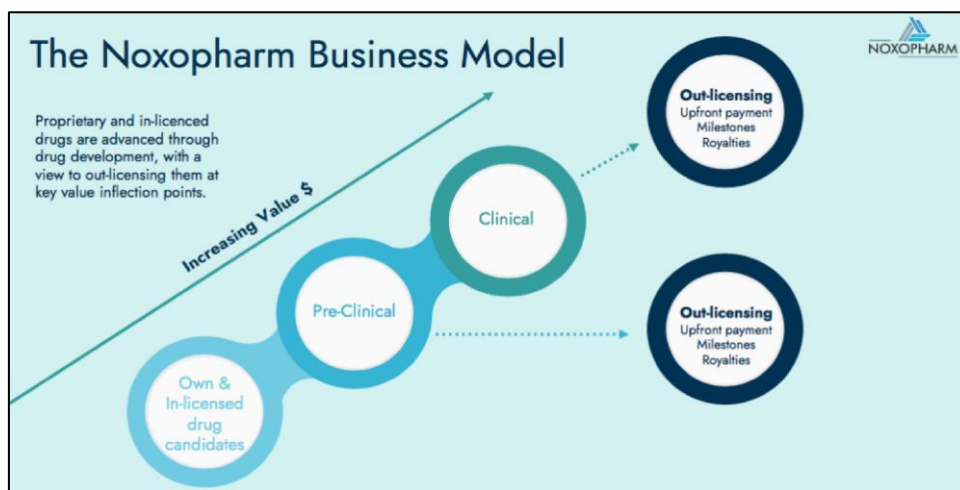 The Noxopharm Business Model
NOXOPHARM
Proprietary and in-licenced
drugs are advanced through
drug development, with a
view to out-licensing them at
key value inflection points.
Increasing Value $
Own &
In-licensed
drug
candidates
Pre-Clinical
Clinical
Out-licensing
Upfront payment
Milestones
Royalties
Out-licensing
Upfront payment
Milestones
Royalties